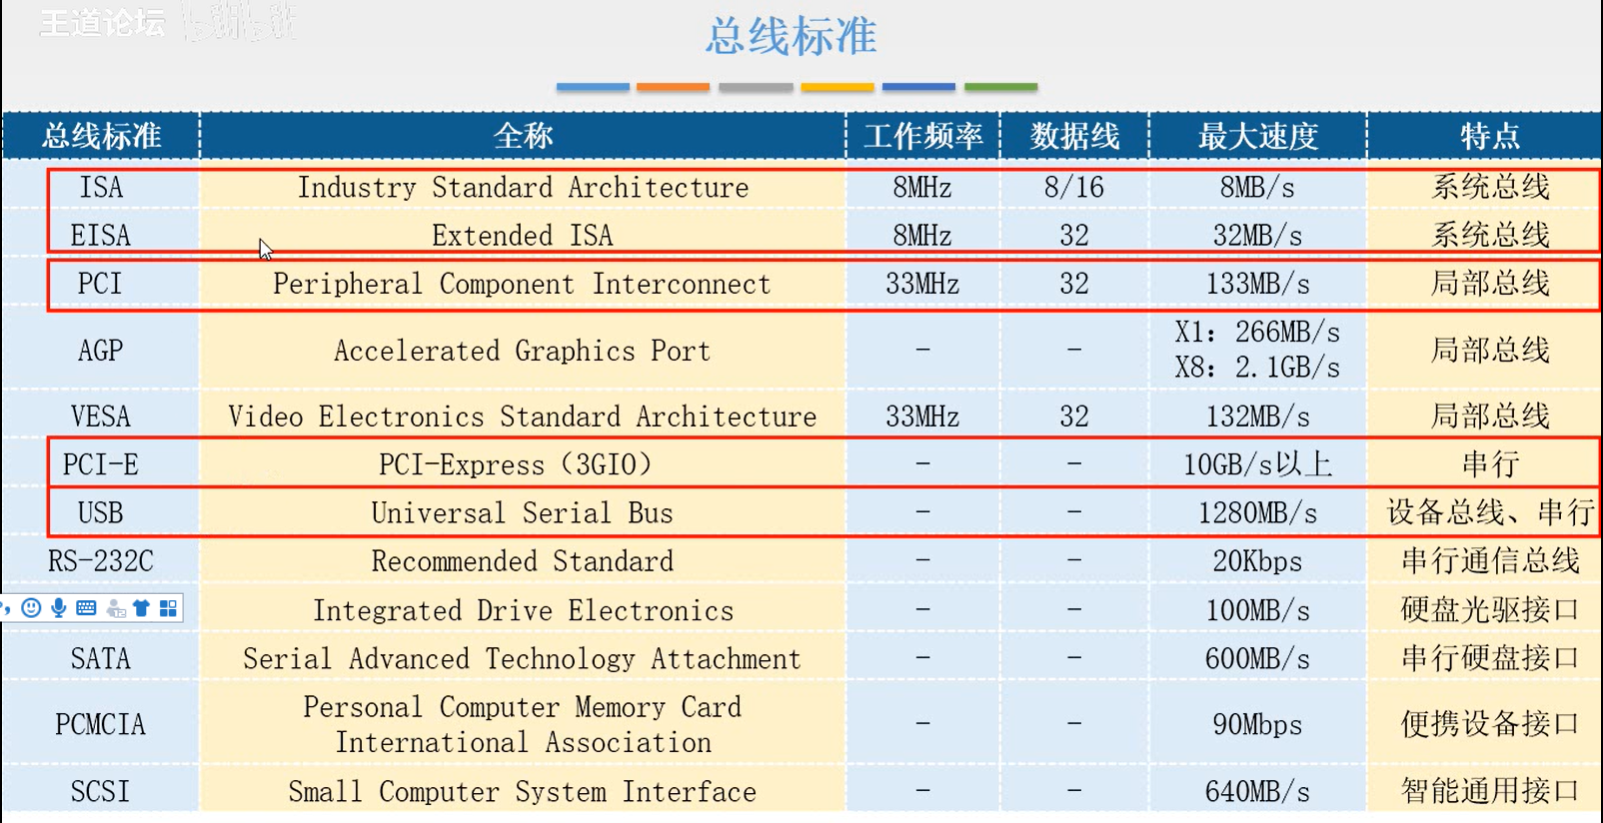 王道论坛 bilibili
总线标准
总线标准 全称 工作频率 数据线 最大速度 特点
ISA Industry Standard Architecture 8MHz 8/16 8MB/s 系统总线
EISA Extended ISA 8MHz 32 32MB/s 系统总线
PCI Peripheral Component Interconnect 33MHz 32 133MB/s 局部总线
AGP Accelerated Graphics Port - - X1: 266MB/s
X8: 2.1GB/s 局部总线
VESA Video Electronics Standard Architecture 33MHz 32 132MB/s 局部总线
PCI-E PCI-Express（3GIO） - - 10GB/s以上 串行
USB Universal Serial Bus - - 1280MB/s 设备总线、串行
RS-232C Recommended Standard - - 20Kbps 串行通信总线
Integrated Drive Electronics - - 100MB/s 硬盘光驱接口
SATA Serial Advanced Technology Attachment - - 600MB/s 串行硬盘接口
PCMCIA Personal Computer Memory Card
International Association - - 90Mbps 便携设备接口
SCSI Small Computer System Interface - - 640MB/s 智能通用接口